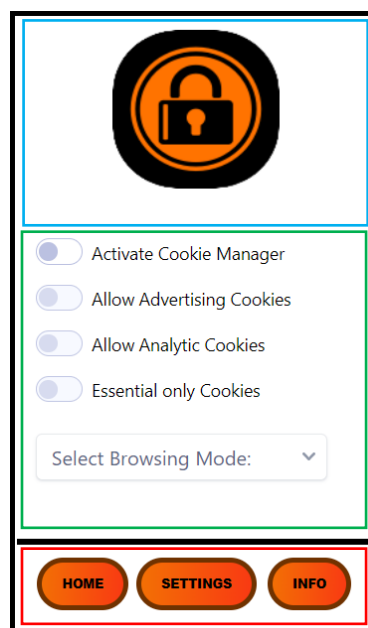 Activate Cookie Manager
Allow Advertising Cookies
Allow Analytic Cookies
Essential only Cookies
Select Browsing Mode:
HOME SETTINGS INFO